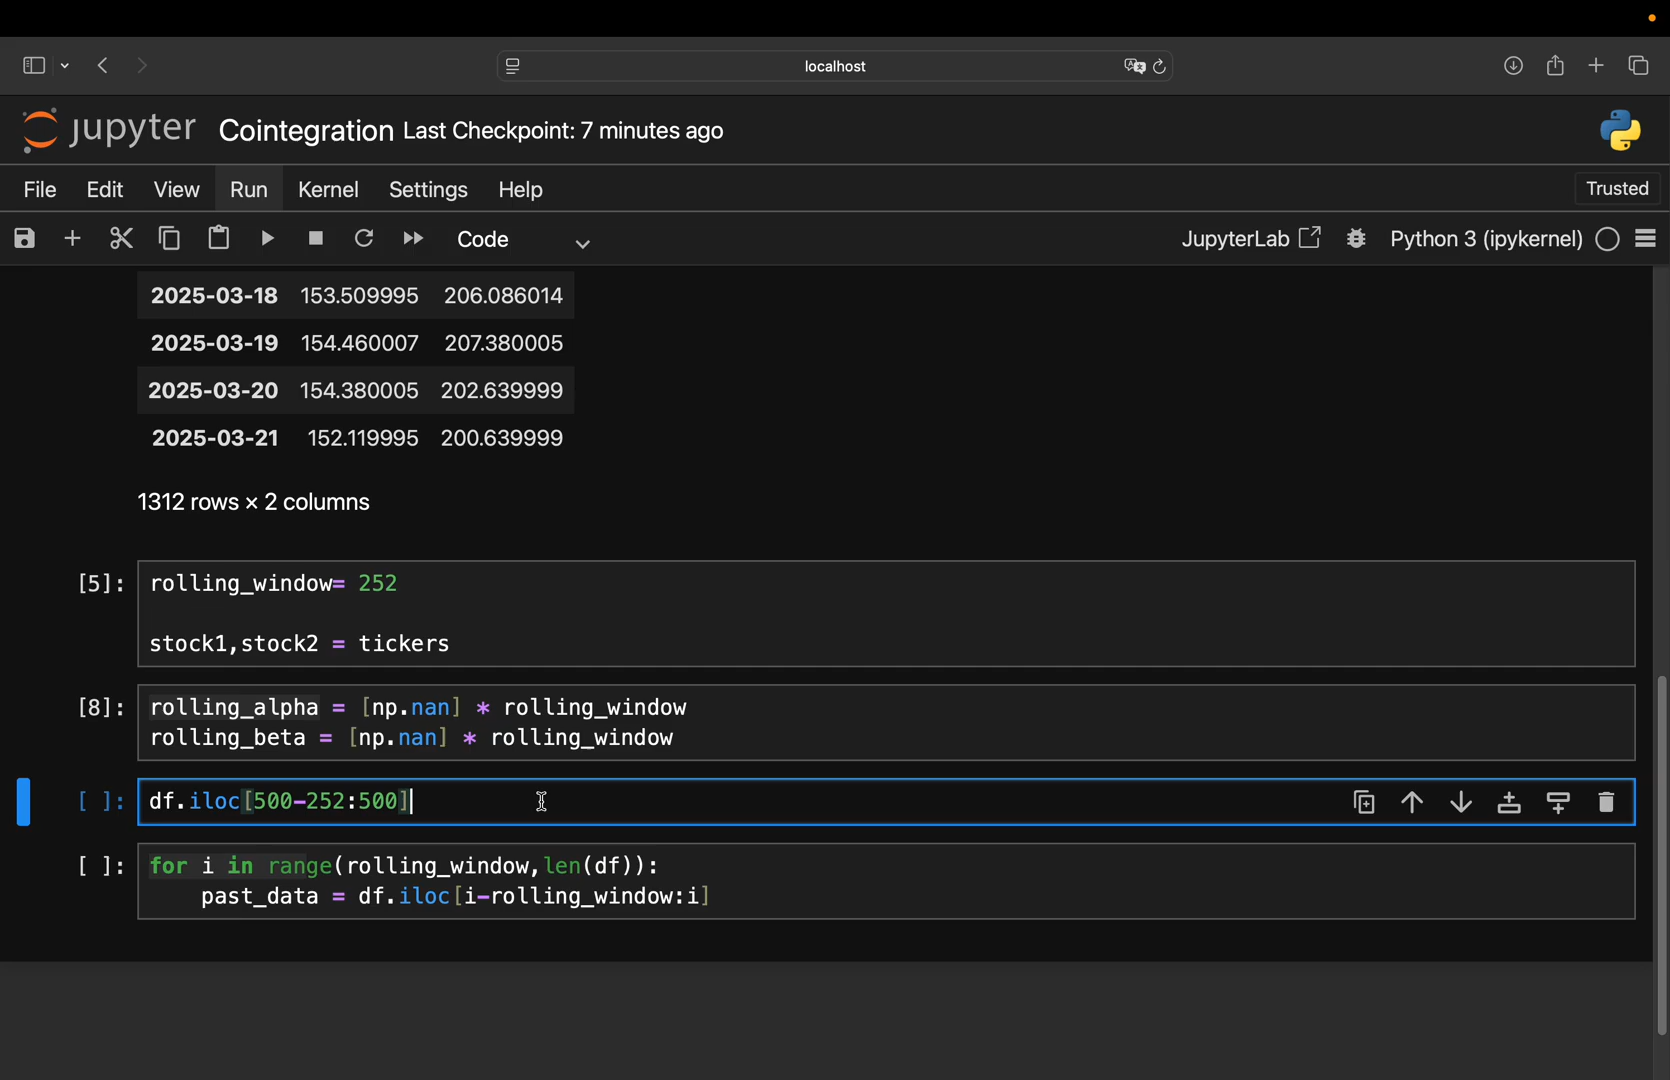 localhost
jupyter Cointegration Last Checkpoint: 7 minutes ago
File Edit View Run Kernel Settings Help Trusted
Code JupyterLab Python 3 (ipykernel)
2025-03-18 153.509995 206.086014
2025-03-19 154.460007 207.380005
2025-03-20 154.380005 202.639999
2025-03-21 152.119995 200.639999
1312 rows × 2 columns
[5]: rolling_window= 252
stock1,stock2 = tickers
[8]: rolling_alpha = [np.nan] * rolling_window
rolling_beta = [np.nan] * rolling_window
[ ]: df.iloc[500-252:500]
[ ]: for i in range(rolling_window,len(df)):
past_data = df.iloc[i-rolling_window:i]